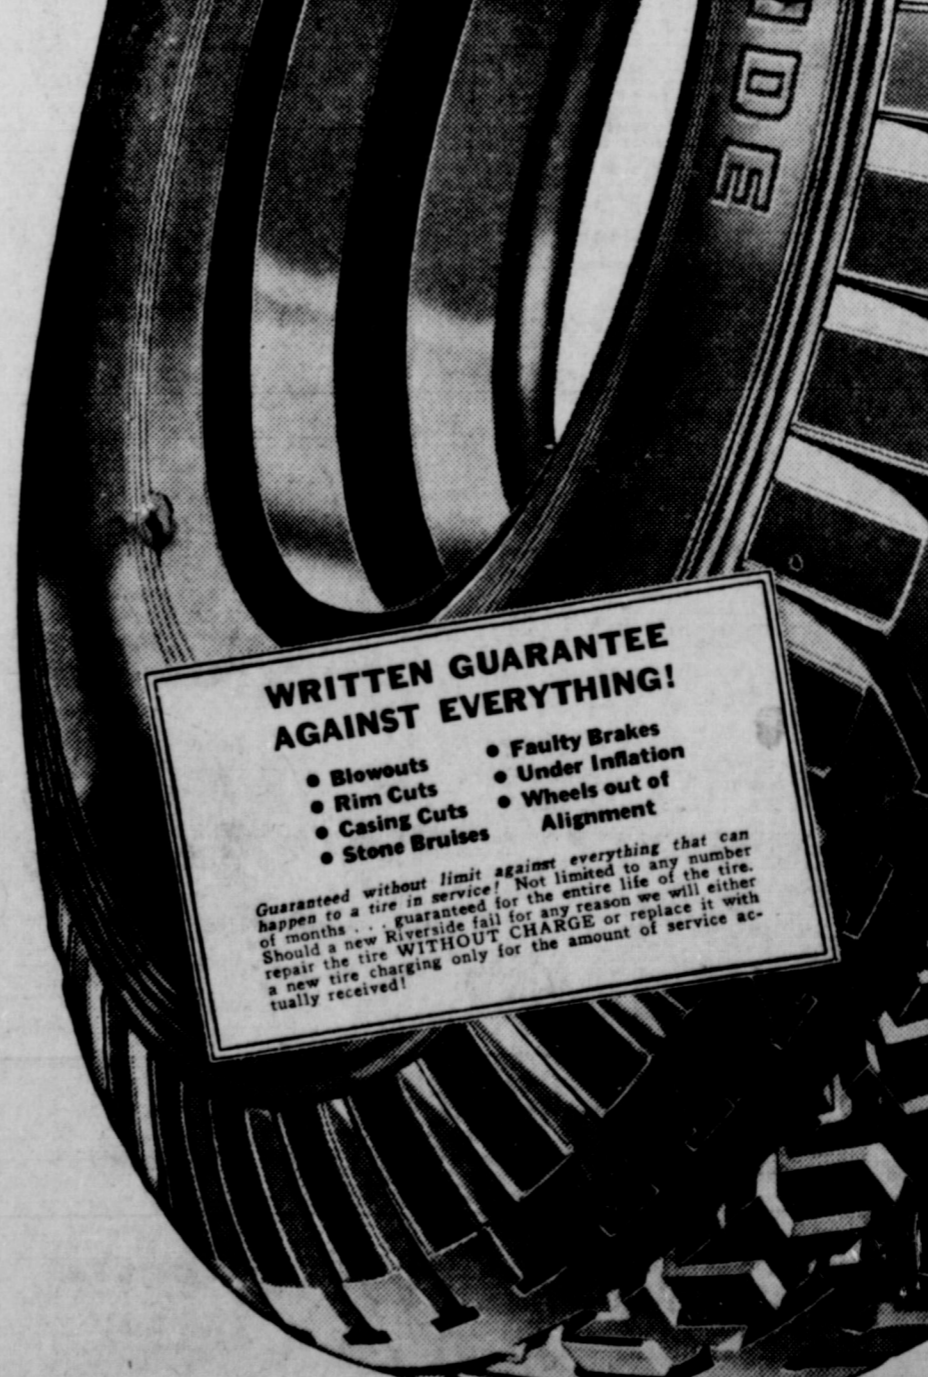 DE
WRITTEN GUARANTEE
AGAINST EVERYTHING!
• Blowouts
• Rim Cuts
• Casing Cuts
• Stone Bruises
• Faulty Brakes
• Under Inflation
• Wheels out of
Alignment
Guaranteed without limit against everything that can
happen to a tire in service! Not limited to any number
of months . . . guaranteed for the entire life of the tire.
Should a new Riverside fail for any reason we will either
repair the tire WITHOUT CHARGE or replace it with
a new tire charging only for the amount of service ac-
tually received!